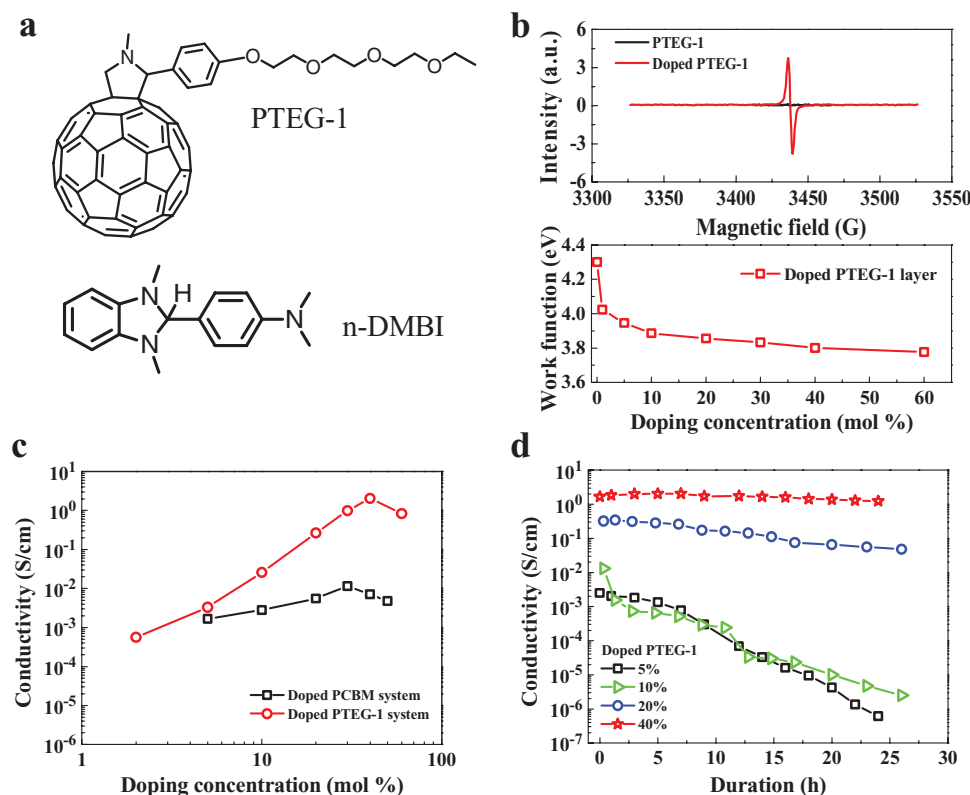 a
N
O
O
O
O
PTEG-1
N
H
N
N
n-DMBI
b
PTEG-1
Doped PTEG-1
6
3
0
-3
-6
Intensity (a.u.)
3300 3350 3400 3450 3500 3550
Magnetic field (G)
4.4
4.2
4.0
3.8
3.6
Work function (eV)
Doped PTEG-1 layer
0 10 20 30 40 50 60
Doping concentration (mol %)
c
10^1
10^0
10^-1
10^-2
10^-3
10^-4
10^-5
10^-6
Conductivity (S/cm)
Doped PCBM system
Doped PTEG-1 system
1 10 100
Doping concentration (mol %)
d
10^1
10^0
10^-1
10^-2
10^-3
10^-4
10^-5
10^-6
10^-7
Conductivity (S/cm)
Doped PTEG-1
5%
10%
20%
40%
0 5 10 15 20 25 30
Duration (h)